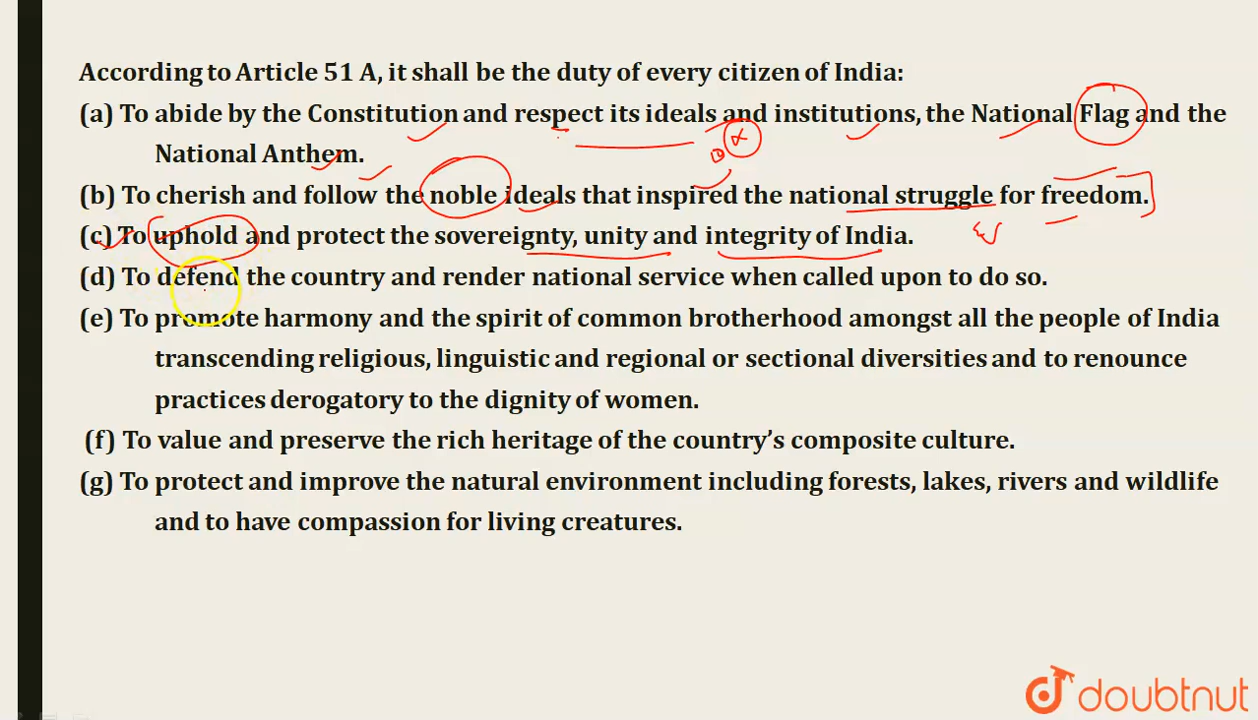 According to Article 51 A, it shall be the duty of every citizen of India:
(a) To abide by the Constitution and respect its ideals and institutions, the National Flag and the
National Anthem.
(b) To cherish and follow the noble ideals that inspired the national struggle for freedom.
(c) To uphold and protect the sovereignty, unity and integrity of India.
(d) To defend the country and render national service when called upon to do so.
(e) To promote harmony and the spirit of common brotherhood amongst all the people of India
transcending religious, linguistic and regional or sectional diversities and to renounce
practices derogatory to the dignity of women.
(f) To value and preserve the rich heritage of the country's composite culture.
(g) To protect and improve the natural environment including forests, lakes, rivers and wildlife
and to have compassion for living creatures.
doubtnut